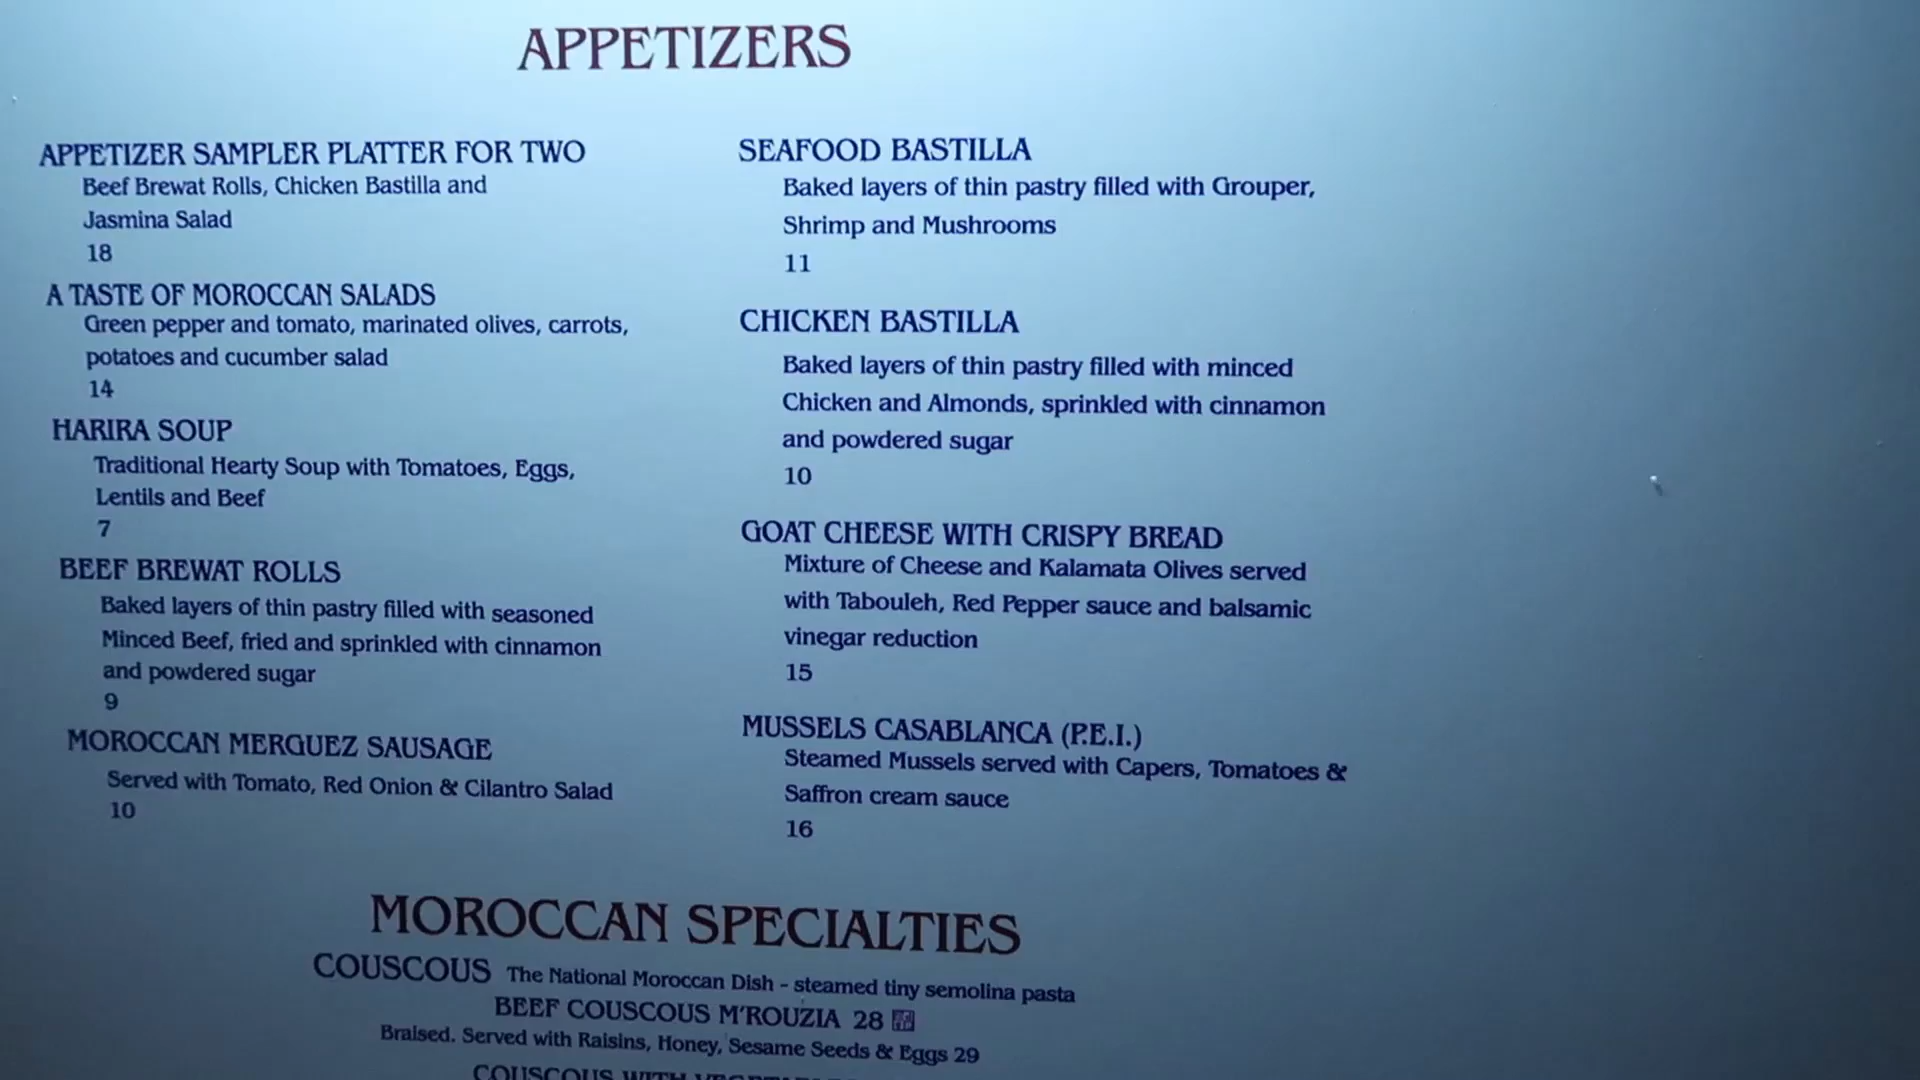 APPETIZERS
APPETIZER SAMPLER PLATTER FOR TWO
Beef Brewat Rolls, Chicken Bastilla and
Jasmina Salad
18
A TASTE OF MOROCCAN SALADS
Green pepper and tomato, marinated olives, carrots,
potatoes and cucumber salad
14
HARIRA SOUP
Traditional Hearty Soup with Tomatoes, Eggs,
Lentils and Beef
7
BEEF BREWAT ROLLS
Baked layers of thin pastry filled with seasoned
Minced Beef, fried and sprinkled with cinnamon
and powdered sugar
9
MOROCCAN MERGUEZ SAUSAGE
Served with Tomato, Red Onion & Cilantro Salad
10
SEAFOOD BASTILLA
Baked layers of thin pastry filled with Grouper,
Shrimp and Mushrooms
11
CHICKEN BASTILLA
Baked layers of thin pastry filled with minced
Chicken and Almonds, sprinkled with cinnamon
and powdered sugar
10
GOAT CHEESE WITH CRISPY BREAD
Mixture of Cheese and Kalamata Olives served
with Tabouleh, Red Pepper sauce and balsamic
vinegar reduction
15
MUSSELS CASABLANCA (P.E.I.)
Steamed Mussels served with Capers, Tomatoes &
Saffron cream sauce
16
MOROCCAN SPECIALTIES
COUSCOUS The National Moroccan Dish - steamed tiny semolina pasta
BEEF COUSCOUS M'ROUZIA 28
Braised. Served with Raisins, Honey, Sesame Seeds & Eggs 29
COUSCOUS WITH